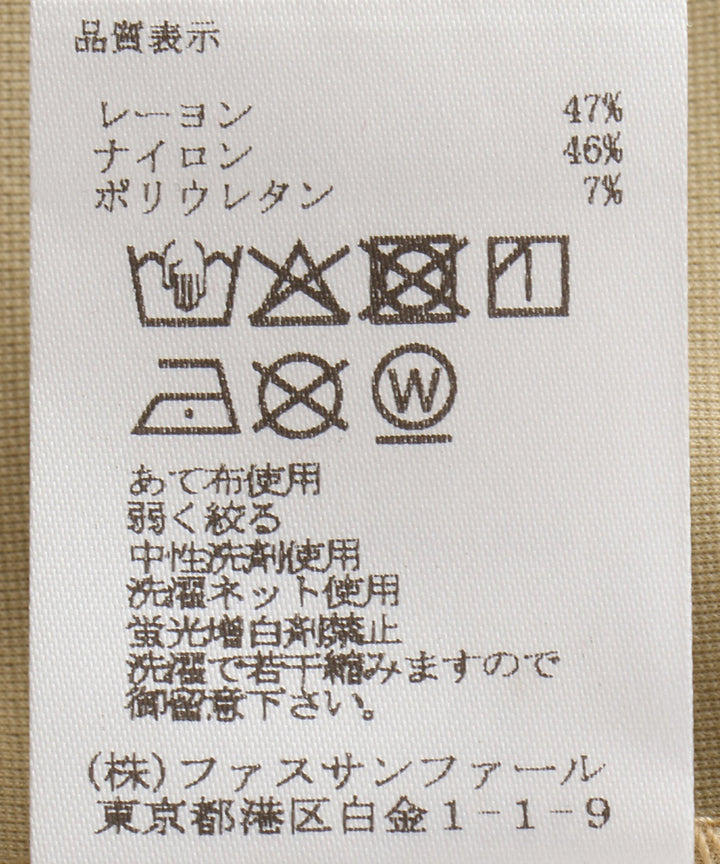 品質表示
レーヨン 47%
ナイロン 46%
ポリウレタン 7%
W
あて布使用
弱く絞る
中性洗剤使用
洗濯ネット使用
蛍光増白剤禁止
洗濯で若干縮みますので
御留意下さい。
(株)ファスサンファール
東京都港区白金1-1-9